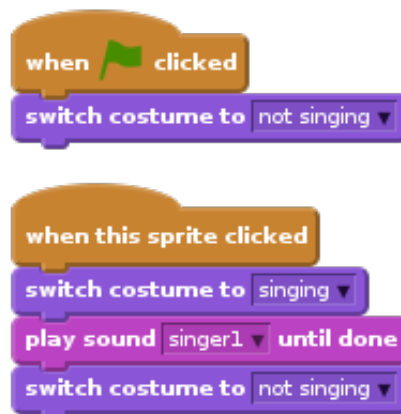 when clicked
switch costume to not singing
when this sprite clicked
switch costume to singing
play sound singer1 until done
switch costume to not singing